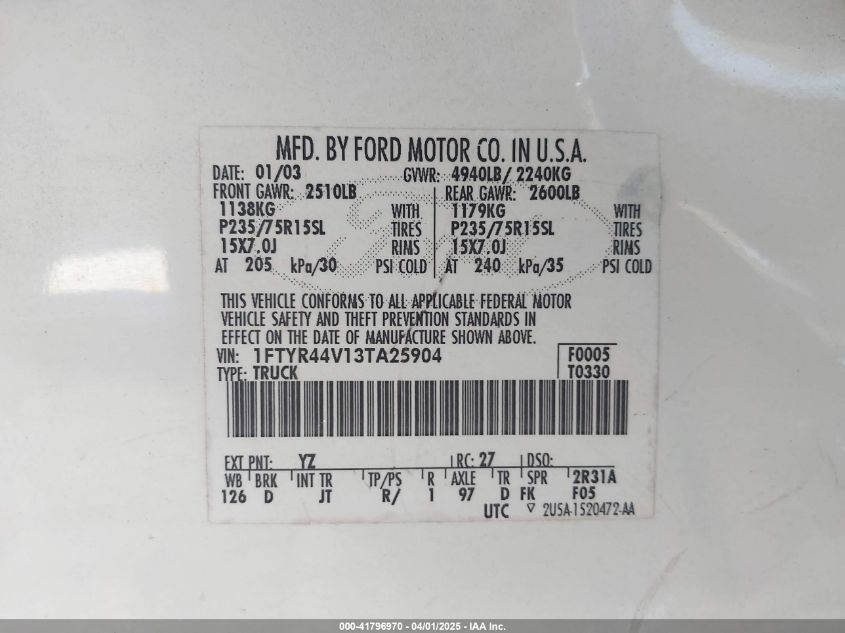 MFD. BY FORD MOTOR CO. IN U.S.A.
DATE: 01/03 GVWR: 4940LB/ 2240KG
FRONT GAWR: 2510LB REAR GAWR: 2600LB
1138KG WITH 1179KG WITH
P235/75R15SL TIRES P235/75R15SL TIRES
15X7.0J RIMS 15X7.0J RIMS
AT 205 kPa/30 PSI COLD AT 240 kPa/35 PSI COLD
THIS VEHICLE CONFORMS TO ALL APPLICABLE FEDERAL MOTOR
VEHICLE SAFETY AND THEFT PREVENTION STANDARDS IN
EFFECT ON THE DATE OF MANUFACTURE SHOWN ABOVE.
VIN: 1FTYR44V13TA25904 F0005
TYPE: TRUCK T0330
EXT PNT: YZ RC: 27 DSO:
WB BRK INT TR TP/PS R AXLE TR SPR 2R31A
126 D JT R/ 1 97 D FK F05
UTC ▽ 2U5A-1520472-AA
000-41796970 - 04/01/2025 - IAA Inc.